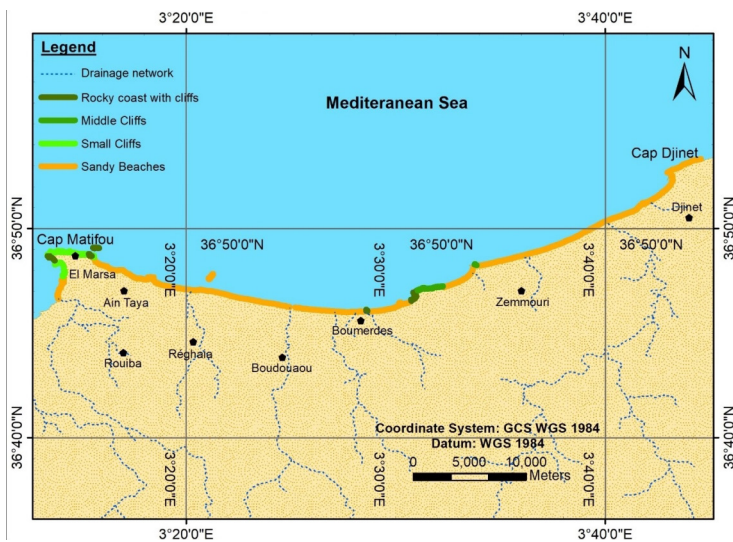 3°20'0"E
3°40'0"E
Legend
Drainage network
Rocky coast with cliffs
Middle Cliffs
Small Cliffs
Sandy Beaches
N
Mediteranean Sea
Cap Djinet
Djinet
36°50'0"N
36°50'0"N
36°50'0"N
36°50'0"N
36°50'0"N
Cap Matifou
El Marsa
Ain Taya
3°20'0"E
3°30'0"E
3°40'0"E
Zemmouri
Boumerdes
Réghaia
Rouiba
Boudouaou
Coordinate System: GCS WGS 1984
Datum: WGS 1984
0 5,000 10,000
Meters
36°40'0"N
36°40'0"N
3°20'0"E
3°30'0"E
3°40'0"E
3°20'0"E
3°40'0"E